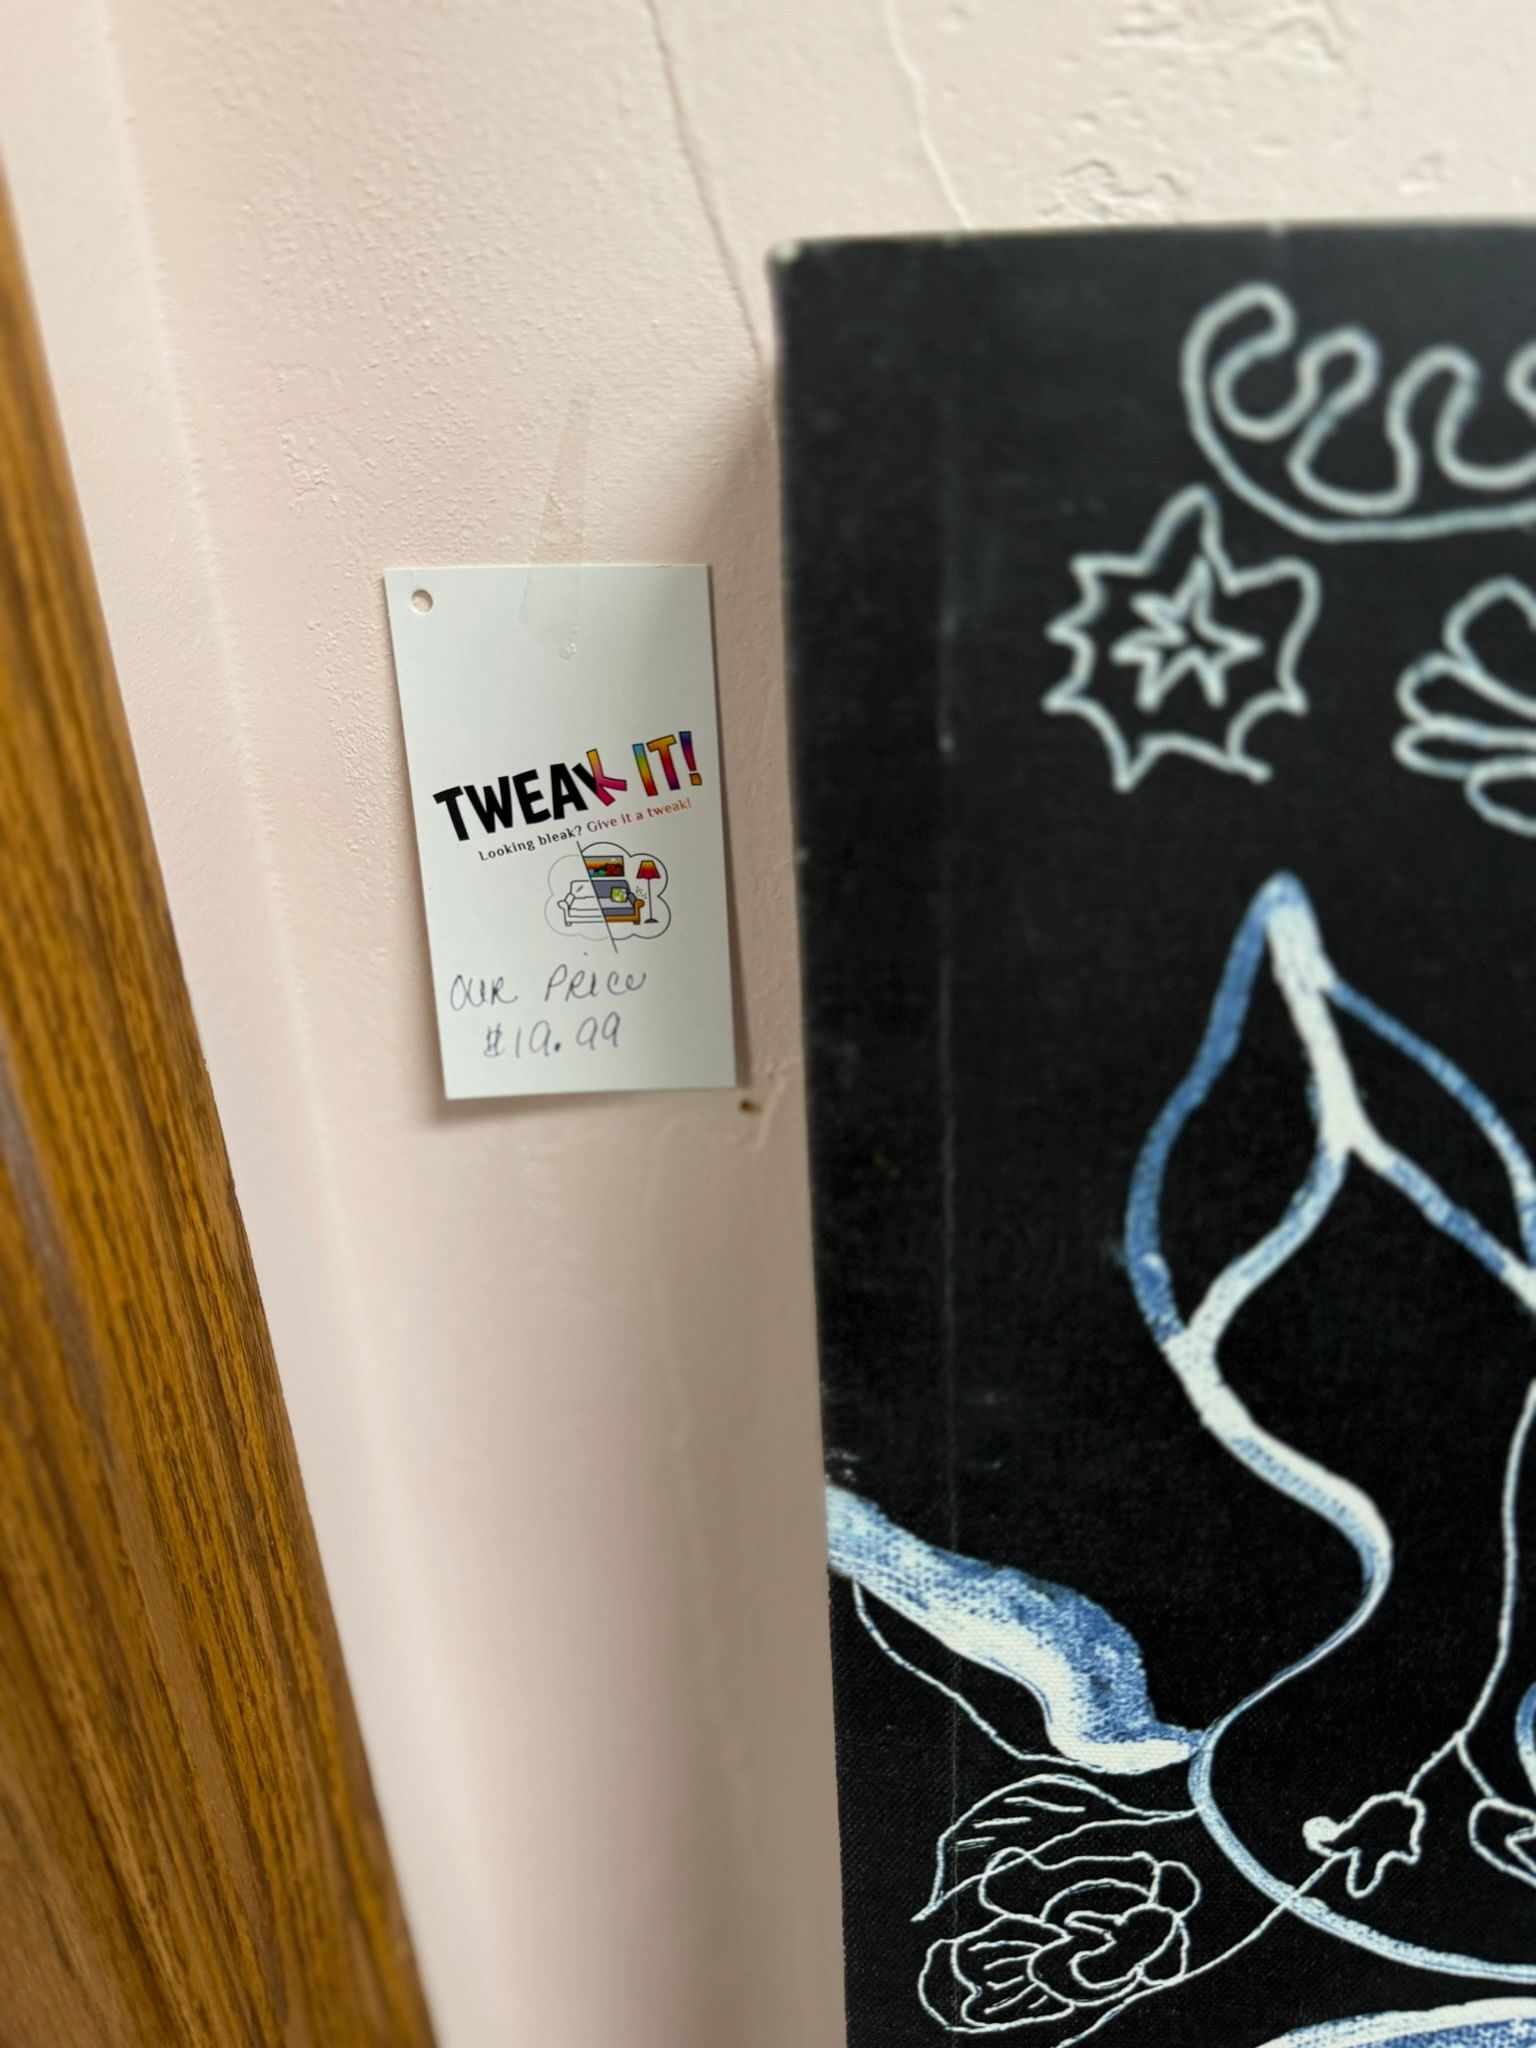 TWEAK IT!
Looking bleak? Give it a tweak!
OUR PRICE
$19.99